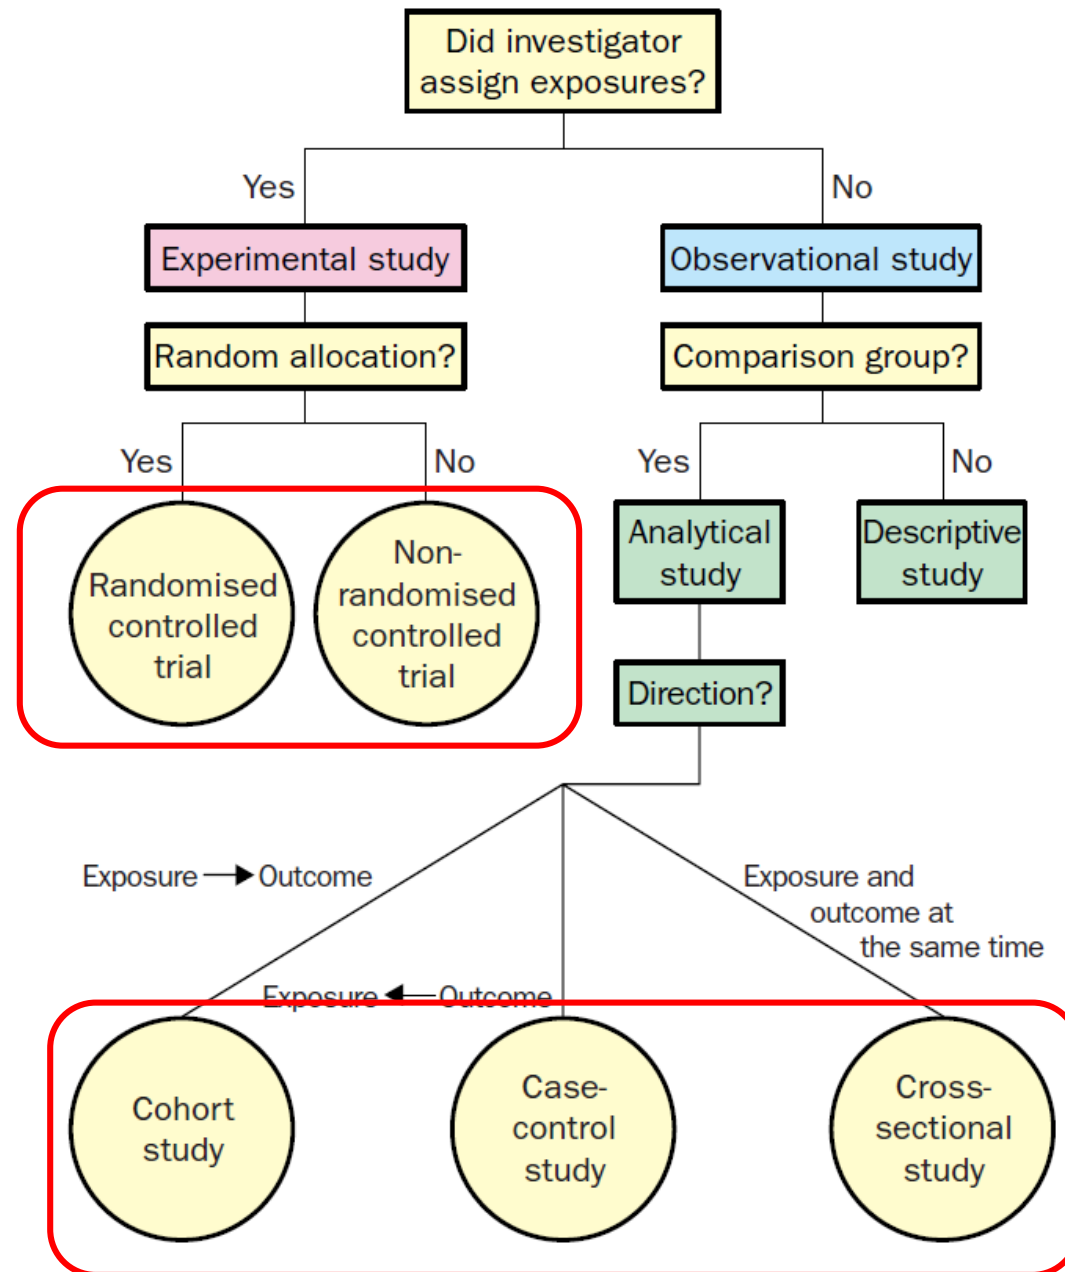 Did investigator
assign exposures?
Yes
No
Experimental study
Observational study
Random allocation?
Comparison group?
Yes
No
Yes
No
Randomised
controlled
trial
Non-
randomised
controlled
trial
Analytical
study
Descriptive
study
Direction?
Exposure → Outcome
Exposure and
outcome at
the same time
Exposure ← Outcome
Cohort
study
Case-
control
study
Cross-
sectional
study